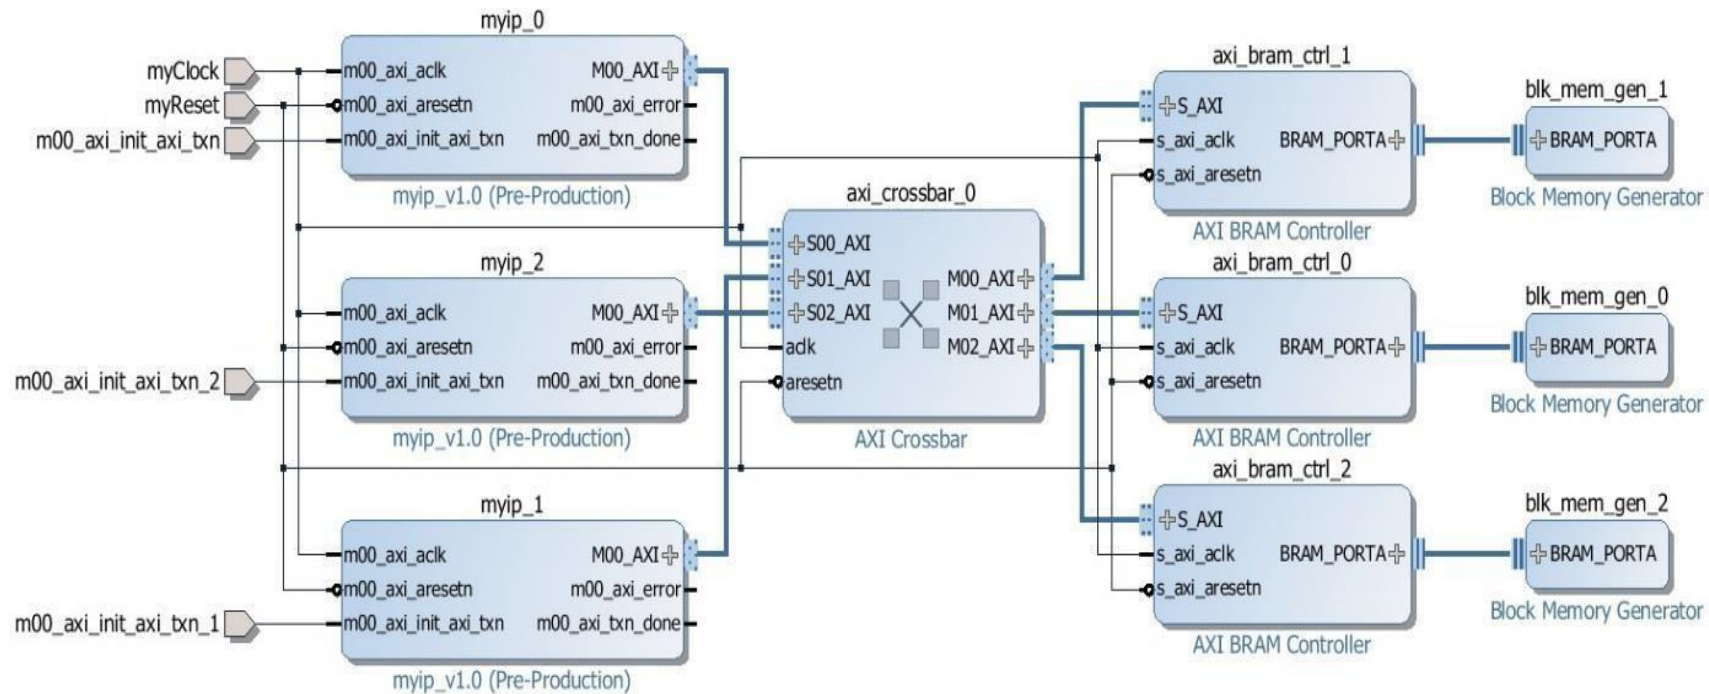 myClock
myReset
m00_axi_init_axi_txn
m00_axi_init_axi_txn_2
m00_axi_init_axi_txn_1
myip_0
m00_axi_aclk M00_AXI
m00_axi_aresetn m00_axi_error
m00_axi_init_axi_txn m00_axi_txn_done
myip_v1.0 (Pre-Production)
myip_2
m00_axi_aclk M00_AXI
m00_axi_aresetn m00_axi_error
m00_axi_init_axi_txn m00_axi_txn_done
myip_v1.0 (Pre-Production)
myip_1
m00_axi_aclk M00_AXI
m00_axi_aresetn m00_axi_error
m00_axi_init_axi_txn m00_axi_txn_done
myip_v1.0 (Pre-Production)
axi_crossbar_0
S00_AXI
S01_AXI M00_AXI
S02_AXI M01_AXI
aclk M02_AXI
aresetn
AXI Crossbar
axi_bram_ctrl_1
S_AXI
s_axi_aclk BRAM_PORTA
s_axi_aresetn
AXI BRAM Controller
axi_bram_ctrl_0
S_AXI
s_axi_aclk BRAM_PORTA
s_axi_aresetn
AXI BRAM Controller
axi_bram_ctrl_2
S_AXI
s_axi_aclk BRAM_PORTA
s_axi_aresetn
AXI BRAM Controller
blk_mem_gen_1
BRAM_PORTA
Block Memory Generator
blk_mem_gen_0
BRAM_PORTA
Block Memory Generator
blk_mem_gen_2
BRAM_PORTA
Block Memory Generator